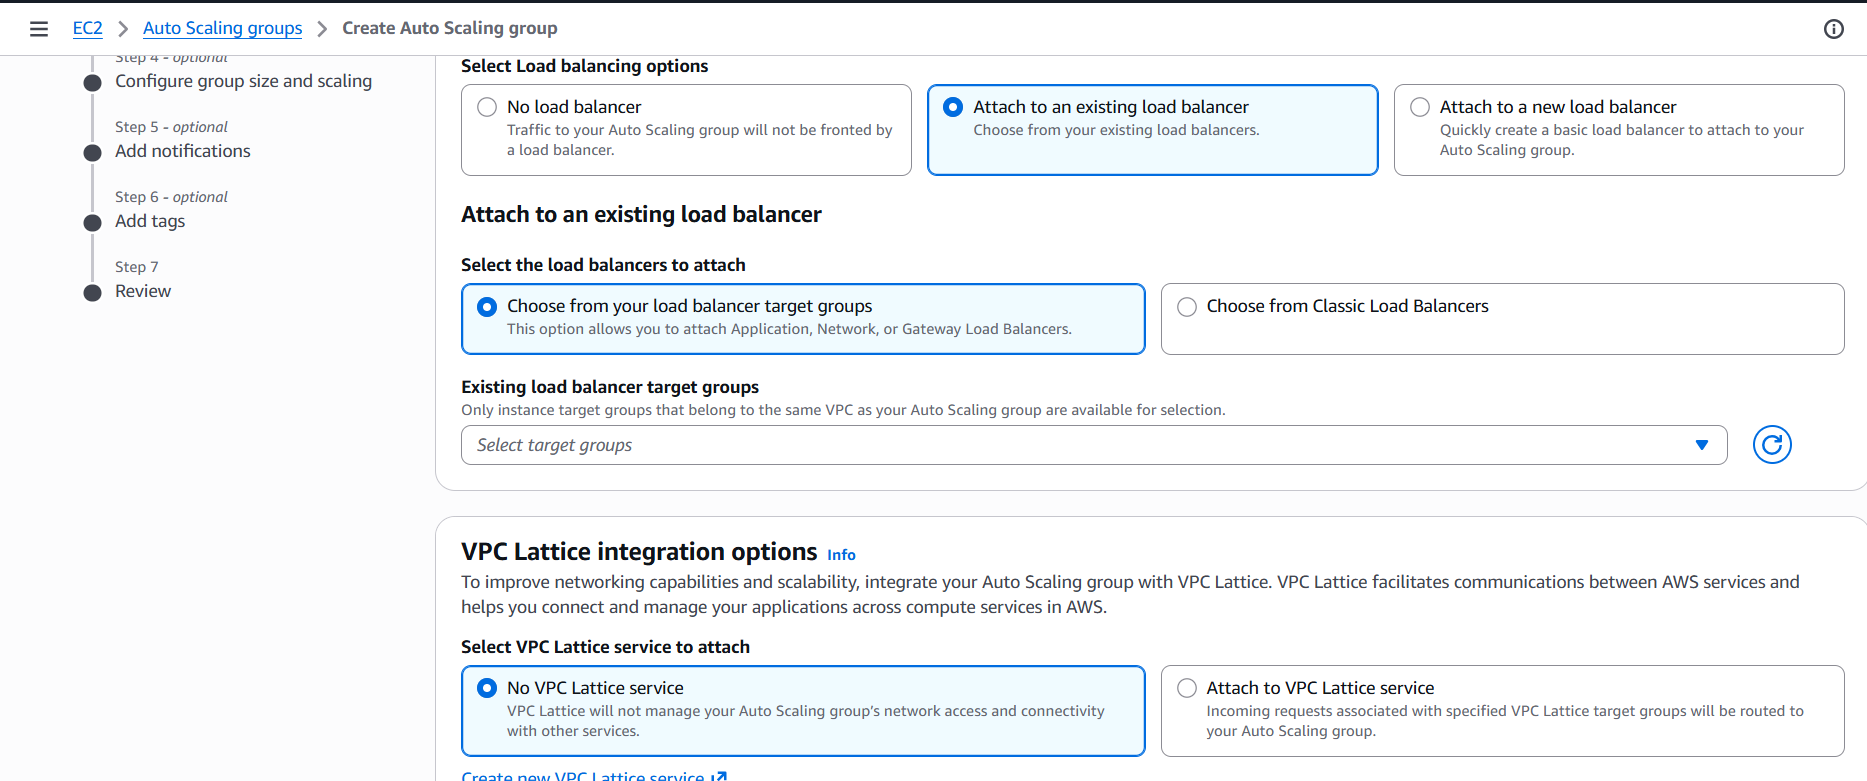 EC2 > Auto Scaling groups > Create Auto Scaling group
Step 4 - optional
Configure group size and scaling
Step 5 - optional
Add notifications
Step 6 - optional
Add tags
Step 7
Review
Select Load balancing options
No load balancer
Traffic to your Auto Scaling group will not be fronted by
a load balancer.
Attach to an existing load balancer
Choose from your existing load balancers.
Attach to a new load balancer
Quickly create a basic load balancer to attach to your
Auto Scaling group.
Attach to an existing load balancer
Select the load balancers to attach
Choose from your load balancer target groups
This option allows you to attach Application, Network, or Gateway Load Balancers.
Choose from Classic Load Balancers
Existing load balancer target groups
Only instance target groups that belong to the same VPC as your Auto Scaling group are available for selection.
Select target groups
VPC Lattice integration options Info
To improve networking capabilities and scalability, integrate your Auto Scaling group with VPC Lattice. VPC Lattice facilitates communications between AWS services and
helps you connect and manage your applications across compute services in AWS.
Select VPC Lattice service to attach
No VPC Lattice service
VPC Lattice will not manage your Auto Scaling group's network access and connectivity
with other services.
Attach to VPC Lattice service
Incoming requests associated with specified VPC Lattice target groups will be routed to
your Auto Scaling group.
Create new VPC Lattice service